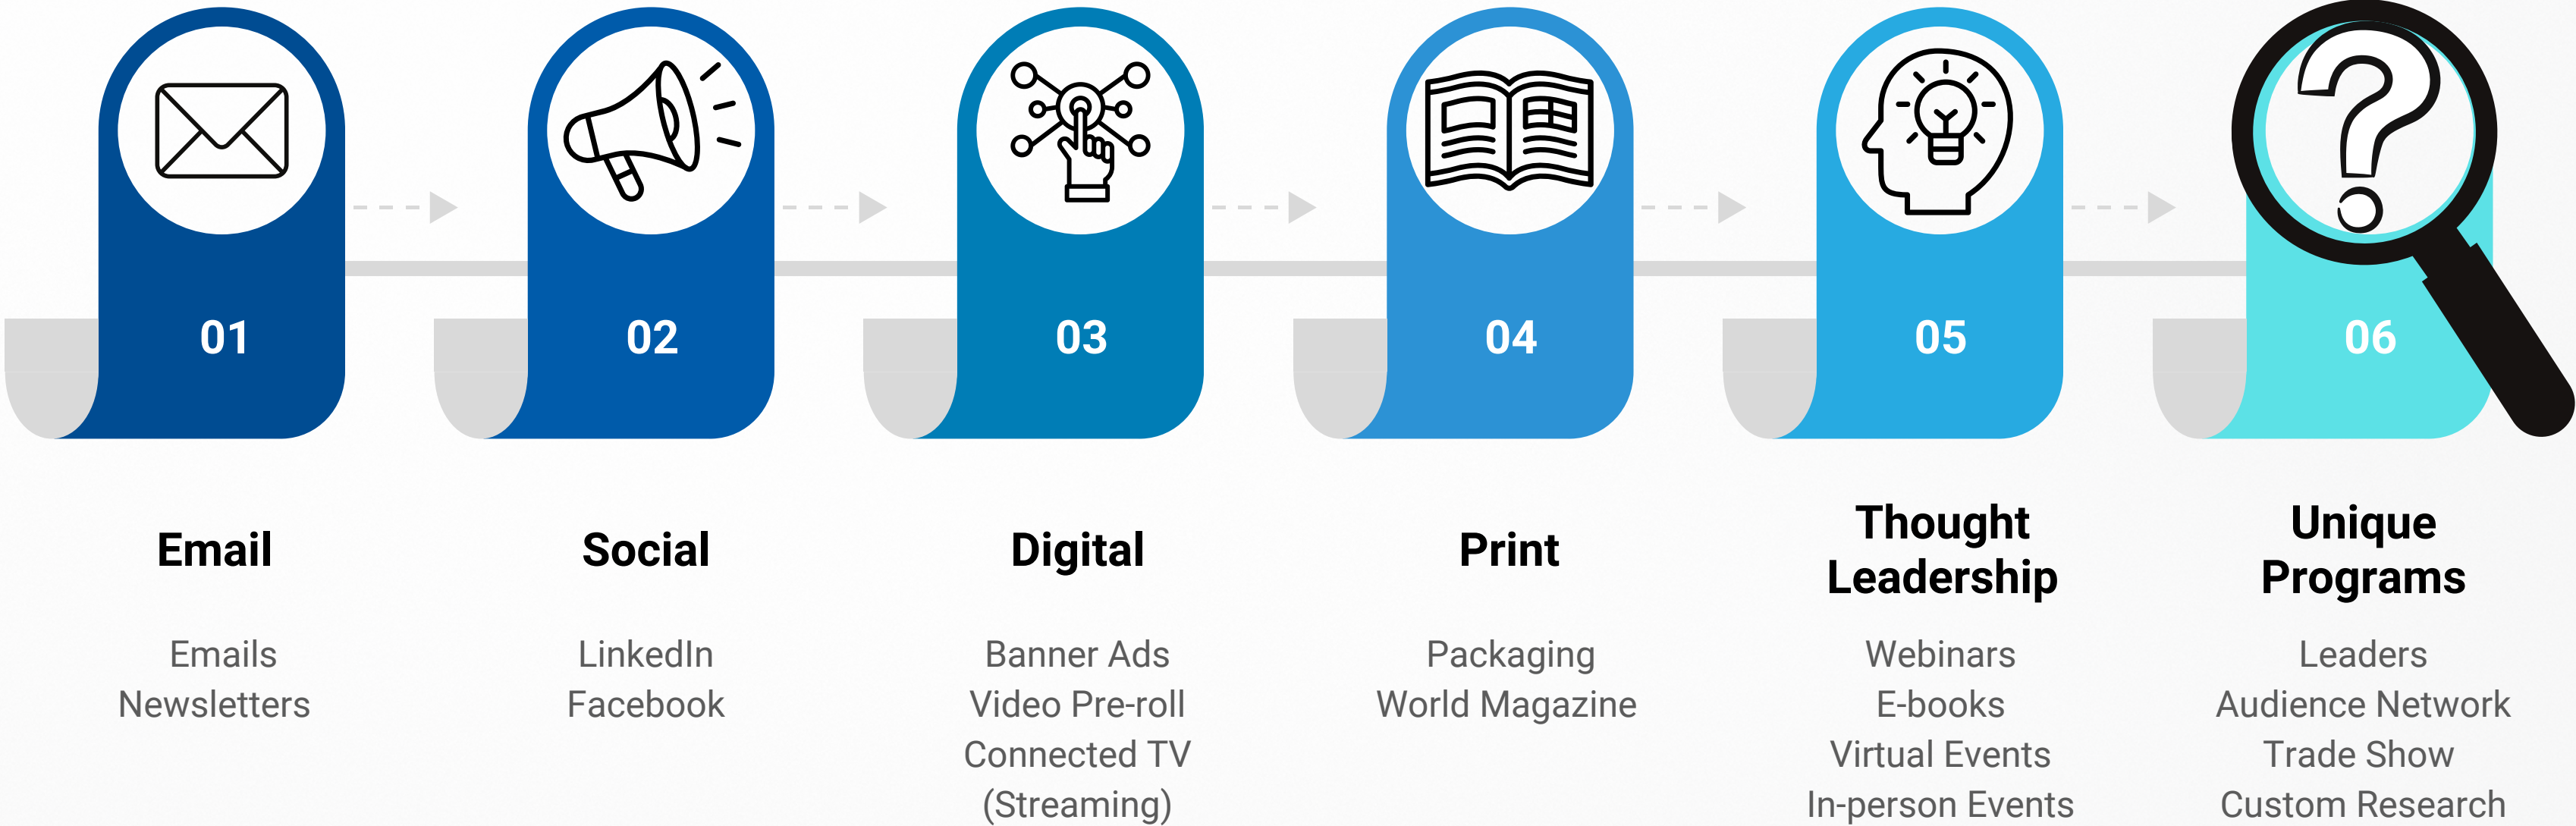 01
02
03
04
05
06
Email
Emails
Newsletters
Social
LinkedIn
Facebook
Digital
Banner Ads
Video Pre-roll
Connected TV
(Streaming)
Print
Packaging
World Magazine
Thought
Leadership
Webinars
E-books
Virtual Events
In-person Events
Unique
Programs
Leaders
Audience Network
Trade Show
Custom Research